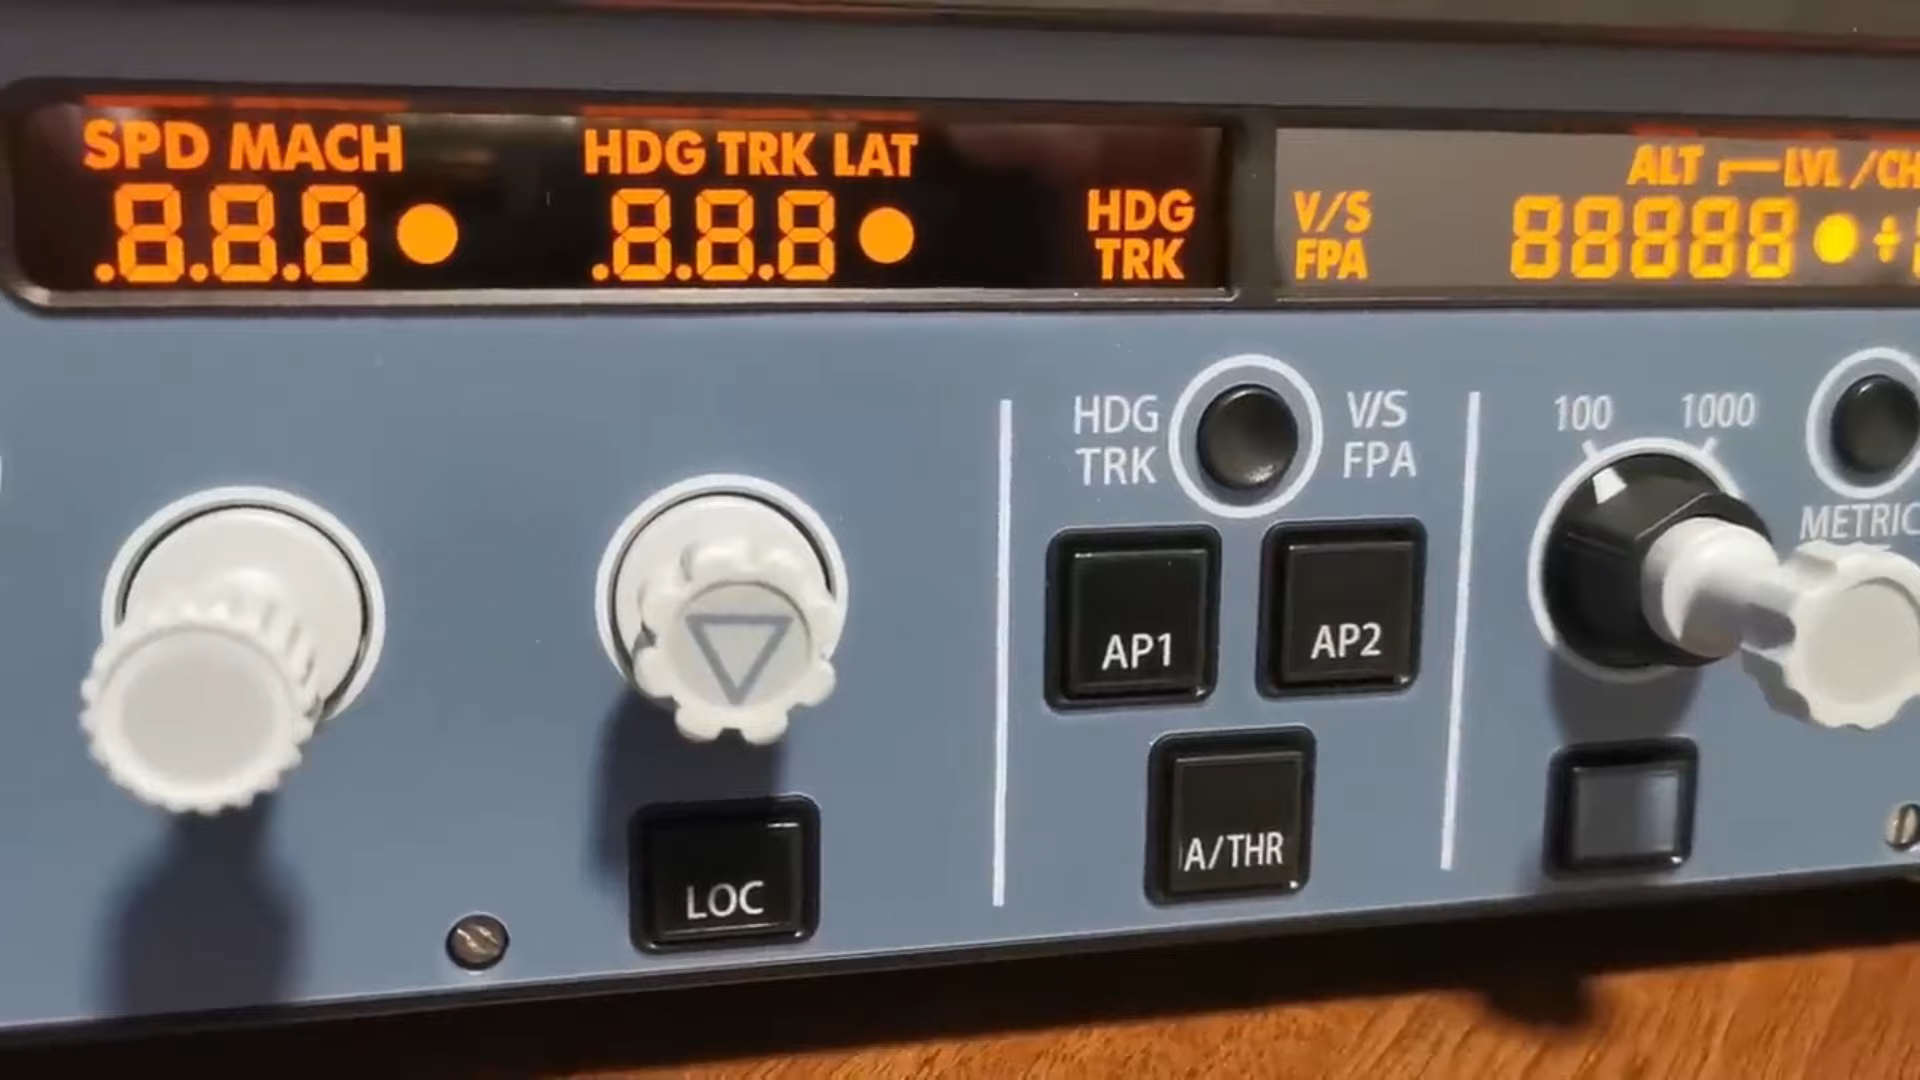 SPD MACH
.8.8.8
HDG TRK LAT
.8.8.8
HDG
TRK
V/S
FPA
ALT LVL/CH
88888
HDG
TRK
V/S
FPA
100
1000
METRIC
AP1
AP2
A/THR
LOC